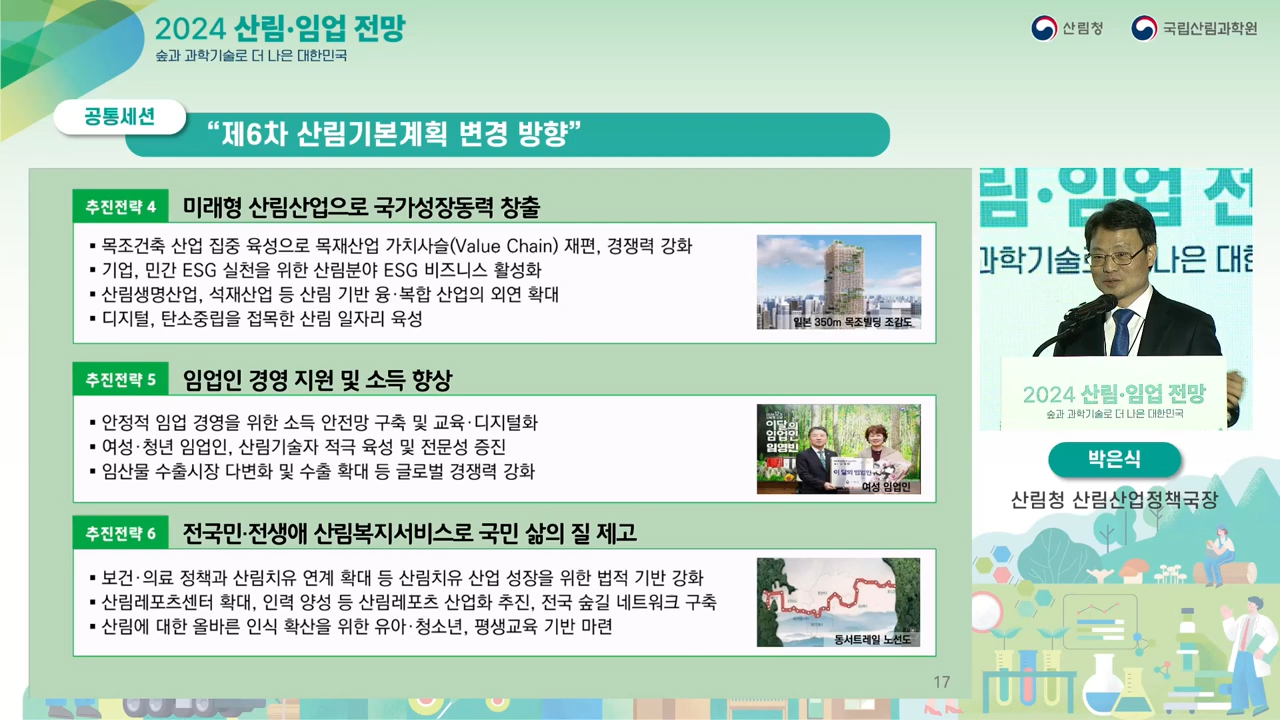 2024 산림·임업 전망
숲과 과학기술로 더 나은 대한민국
산림청
국립산림과학원
공통세션
“제6차 산림기본계획 변경 방향”
추진전략 4
미래형 산림산업으로 국가성장동력 창출
▪ 목조건축 산업 집중 육성으로 목재산업 가치사슬(Value Chain) 재편, 경쟁력 강화
▪ 기업, 민간 ESG 실천을 위한 산림분야 ESG 비즈니스 활성화
▪ 산림생명산업, 석재산업 등 산림 기반 융·복합 산업의 외연 확대
▪ 디지털, 탄소중립을 접목한 산림 일자리 육성
일본 350m 목조빌딩 조감도
추진전략 5
임업인 경영 지원 및 소득 향상
▪ 안정적 임업 경영을 위한 소득 안전망 구축 및 교육·디지털화
▪ 여성·청년 임업인, 산림기술자 적극 육성 및 전문성 증진
▪ 임산물 수출시장 다변화 및 수출 확대 등 글로벌 경쟁력 강화
이달의
임업인
이 달의 임업인
여성 임업인
추진전략 6
전국민·전생애 산림복지서비스로 국민 삶의 질 제고
▪ 보건·의료 정책과 산림치유 연계 확대 등 산림치유 산업 성장을 위한 법적 기반 강화
▪ 산림레포츠센터 확대, 인력 양성 등 산림레포츠 산업화 추진, 전국 숲길 네트워크 구축
▪ 산림에 대한 올바른 인식 확산을 위한 유아·청소년, 평생교육 기반 마련
동서트레일 노선도
17
림·임업 전
과학기술로 나은 대한
2024 산림·임업 전망
숲과 과학기술로 더 나은 대한민국
박은식
산림청 산림산업정책국장